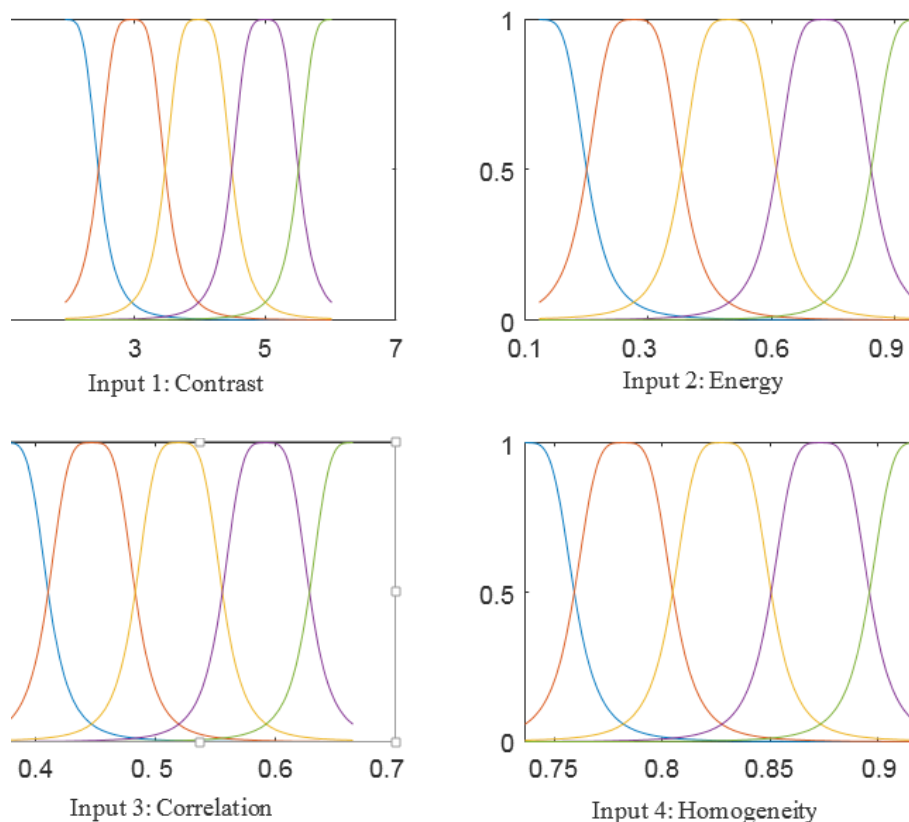 1
0.5
0
3 5 7
0.1 0.3 0.6 0.9
Input 1: Contrast
Input 2: Energy
1
0.5
0
0.4 0.5 0.6 0.7
0.75 0.8 0.85 0.9
Input 3: Correlation
Input 4: Homogeneity